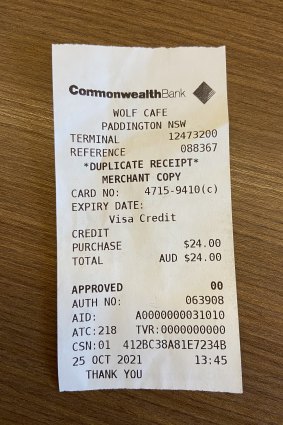 CommonwealthBank
WOLF CAFE
PADDINGTON NSW
TERMINAL 12473200
REFERENCE 088367
*DUPLICATE RECEIPT*
MERCHANT COPY
CARD NO: 4715-9410(c)
EXPIRY DATE:
Visa Credit
CREDIT
PURCHASE $24.00
TOTAL AUD $24.00
APPROVED 00
AUTH NO: 063908
AID: A0000000031010
ATC:218 TVR:0000000000
CSN:01 412BC38A81E7234B
25 OCT 2021 13:45
THANK YOU